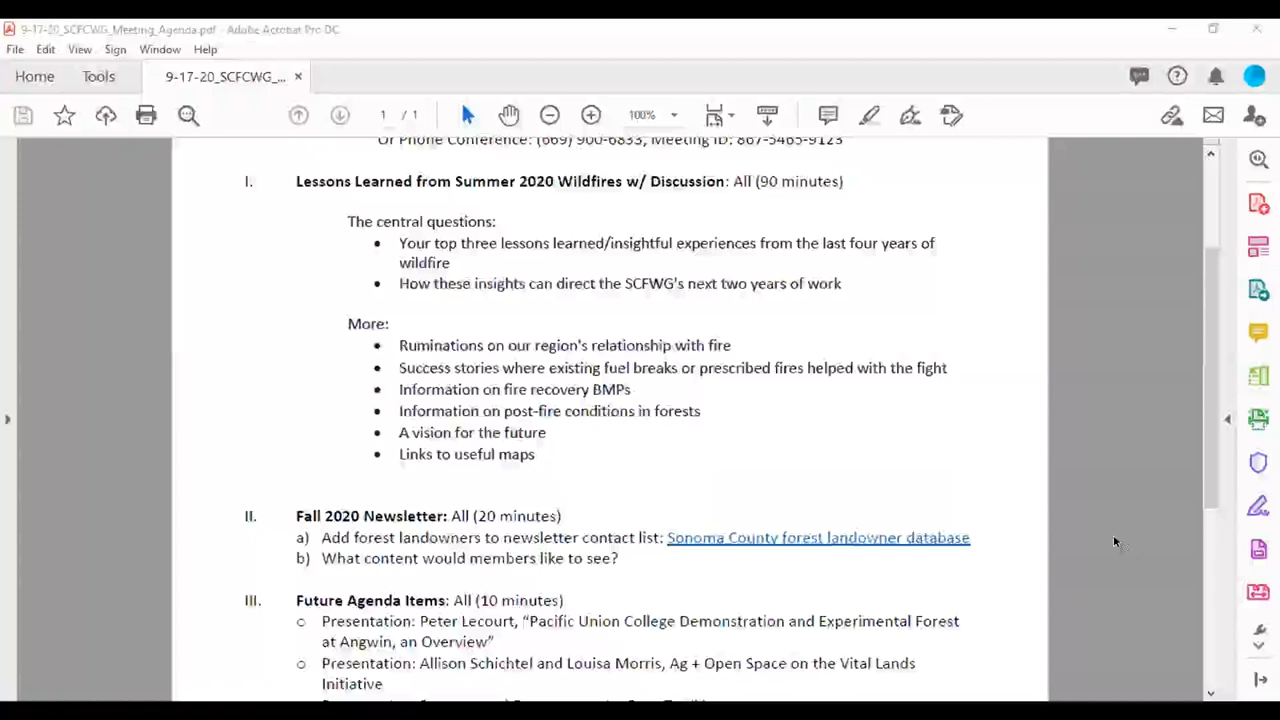 9-17-20_SCFCWG_Meeting_Agenda.pdf - Adobe Acrobat Pro DC
File Edit View Sign Window Help
Home Tools 9-17-20_SCFCWG_... ×
1 / 1 100%
Or Phone Conference: (669) 900-6833, Meeting ID: 867-5465-9123
I. Lessons Learned from Summer 2020 Wildfires w/ Discussion: All (90 minutes)
The central questions:
• Your top three lessons learned/insightful experiences from the last four years of
wildfire
• How these insights can direct the SCFWG's next two years of work
More:
• Ruminations on our region's relationship with fire
• Success stories where existing fuel breaks or prescribed fires helped with the fight
• Information on fire recovery BMPs
• Information on post-fire conditions in forests
• A vision for the future
• Links to useful maps
II. Fall 2020 Newsletter: All (20 minutes)
a) Add forest landowners to newsletter contact list: Sonoma County forest landowner database
b) What content would members like to see?
III. Future Agenda Items: All (10 minutes)
o Presentation: Peter Lecourt, “Pacific Union College Demonstration and Experimental Forest
at Angwin, an Overview”
o Presentation: Allison Schichtel and Louisa Morris, Ag + Open Space on the Vital Lands
Initiative